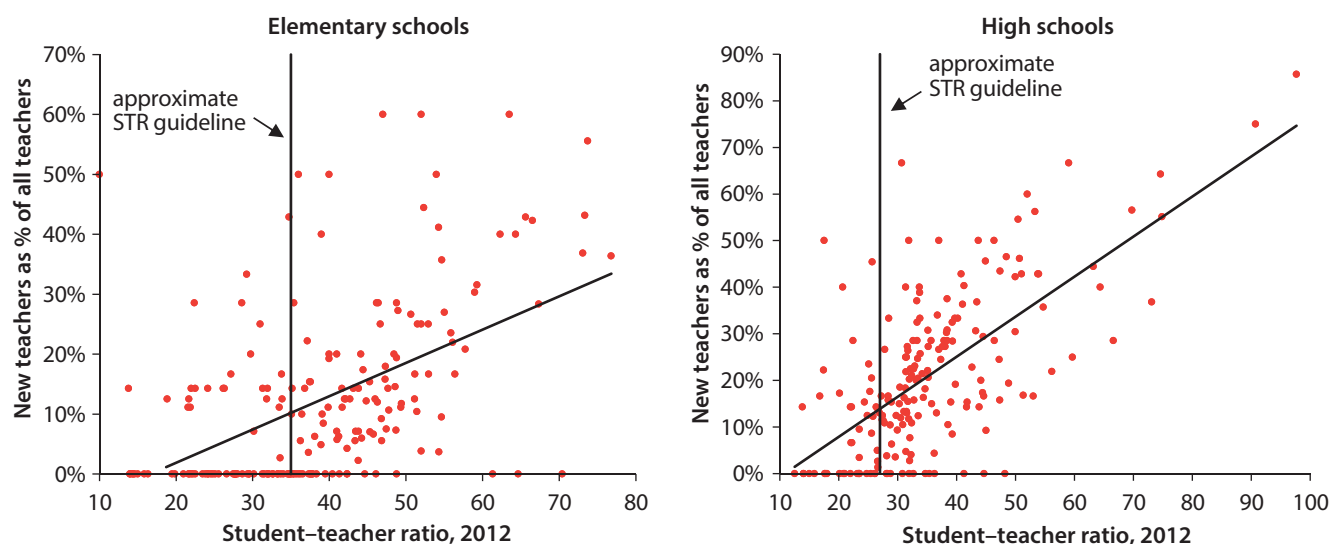 Elementary schools
New teachers as % of all teachers
70%
60%
50%
40%
30%
20%
10%
0%
approximate
STR guideline
10 20 30 40 50 60 70 80
Student–teacher ratio, 2012
High schools
New teachers as % of all teachers
90%
80%
70%
60%
50%
40%
30%
20%
10%
0%
approximate
STR guideline
10 20 30 40 50 60 70 80 90 100
Student–teacher ratio, 2012